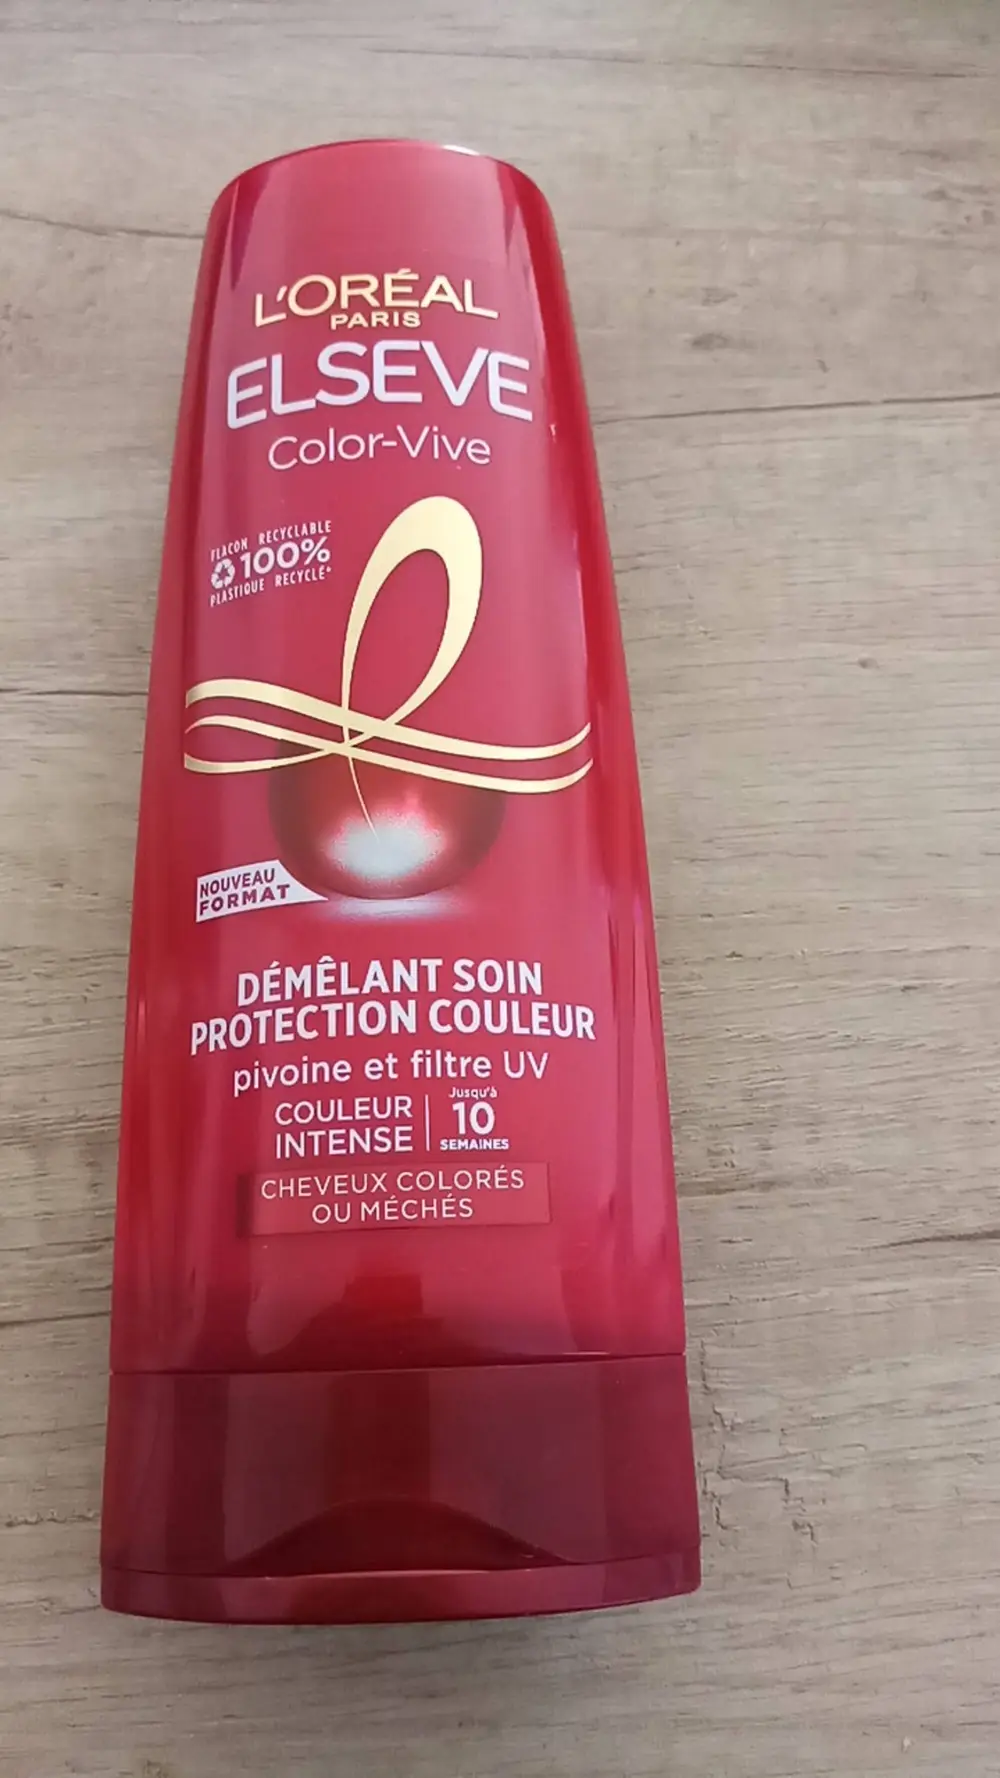 L'ORÉAL
PARIS
ELSEVE
Color-Vive
FLACON RECYCLABLE
100%
PLASTIQUE RECYCLÉ*
NOUVEAU
FORMAT
DÉMÊLANT SOIN
PROTECTION COULEUR
pivoine et filtre UV
COULEUR
INTENSE
Jusqu'à
10
SEMAINES
CHEVEUX COLORÉS
OU MÉCHÉS